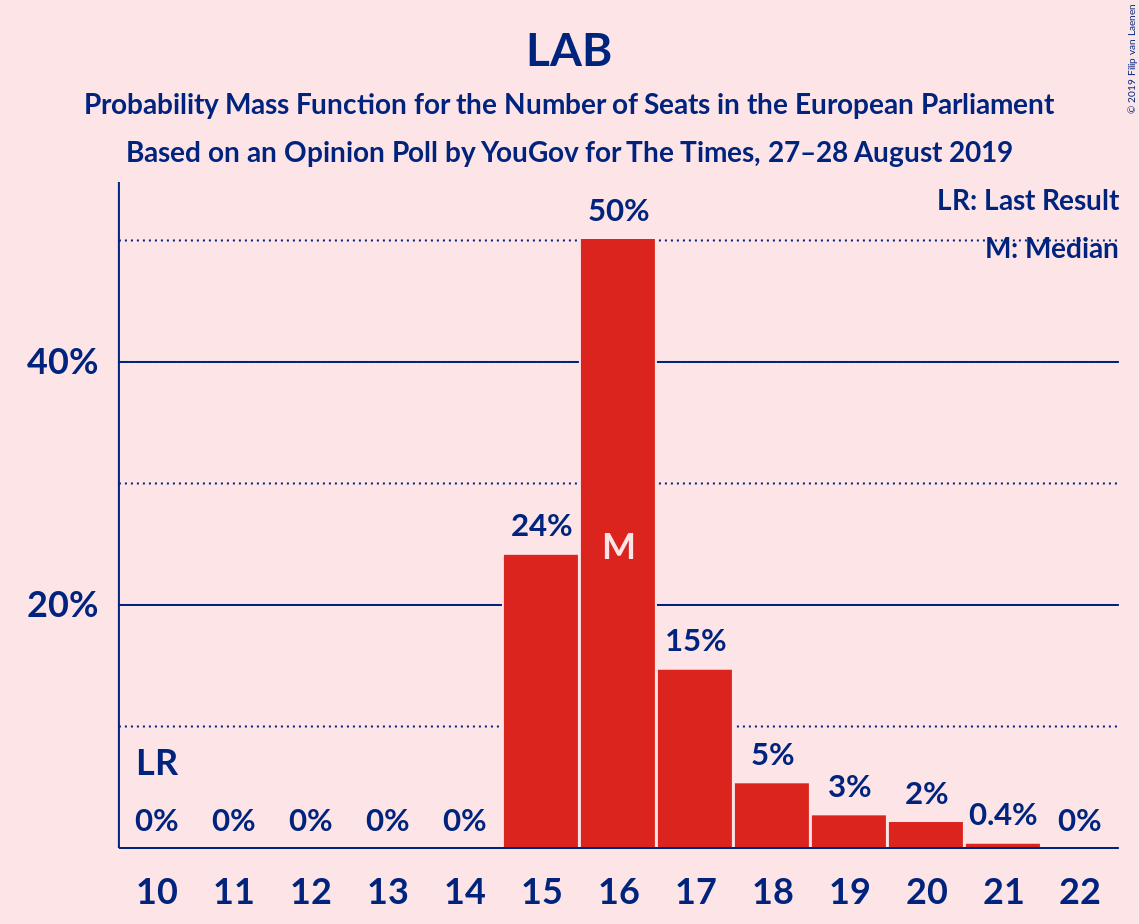 LAB
Probability Mass Function for the Number of Seats in the European Parliament
Based on an Opinion Poll by YouGov for The Times, 27–28 August 2019
© 2019 Filip van Laenen
LR: Last Result
M: Median
50%
40%
24%
M
20%
15%
LR
5%
3%
2%
0.4%
0% 0% 0% 0% 0% 0%
10 11 12 13 14 15 16 17 18 19 20 21 22